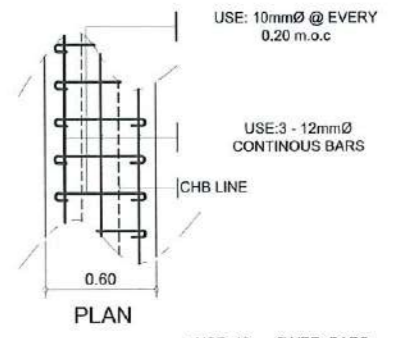 USE: 10mmØ @ EVERY
0.20 m.o.c
USE:3 - 12mmØ
CONTINOUS BARS
CHB LINE
0.60
PLAN